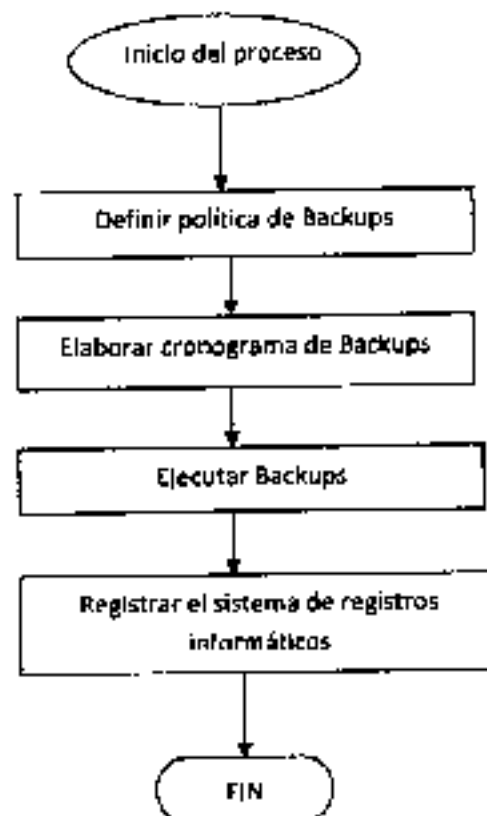 Inicio del proceso
Definir política de Backups
Elaborar cronograma de Backups
Ejecutar Backups
Registrar el sistema de registros
informáticos
FIN